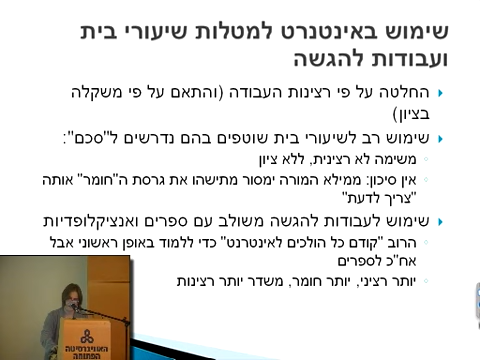 שימוש באינטנרט למטלות שיעורי בית
ועבודות להגשה
החלטה על פי רצינות העבודה (והתאם על פי משקלה
בציון)
שימוש רב לשיעורי בית שוטפים בהם נדרשים ל"סכם":
משימה לא רצינית, ללא ציון
אין סיכון: ממילא המורה ימסור מתישהו את גרסת ה"חומר" אותה
"צריך לדעת"
שימוש לעבודות להגשה משולב עם ספרים ואנציקלופדיות
הרוב "קודם כל הולכים לאינטרנט" כדי ללמוד באופן ראשוני אבל
אח"כ לספרים
יותר רציני, יותר חומר, משדר יותר רצינות
האוניברסיטה
הפתוחה